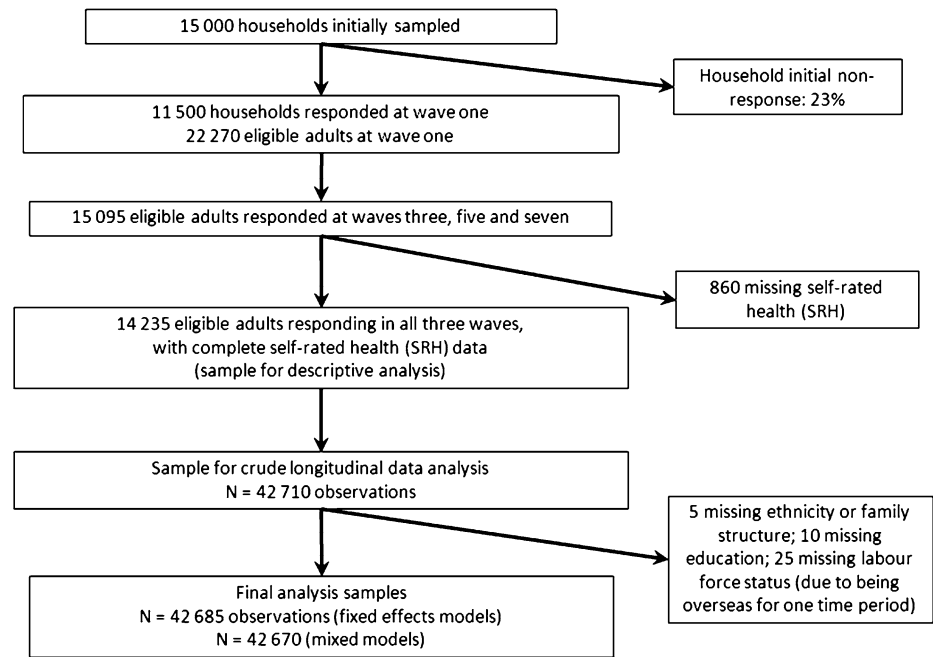 15 000 households initially sampled
Household initial non-
response: 23%
11 500 households responded at wave one
22 270 eligible adults at wave one
15 095 eligible adults responded at waves three, five and seven
860 missing self-rated
health (SRH)
14 235 eligible adults responding in all three waves,
with complete self-rated health (SRH) data
(sample for descriptive analysis)
Sample for crude longitudinal data analysis
N = 42 710 observations
5 missing ethnicity or family
structure; 10 missing
education; 25 missing labour
force status (due to being
overseas for one time period)
Final analysis samples
N = 42 685 observations (fixed effects models)
N = 42 670 (mixed models)